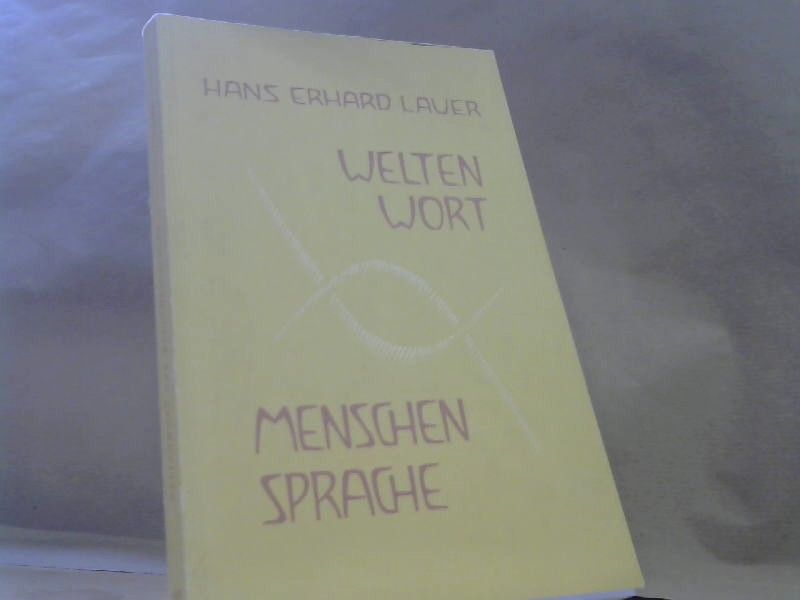 HANS ERHARD LAUER
WELTEN
WORT
MENSCHEN
SPRACHE